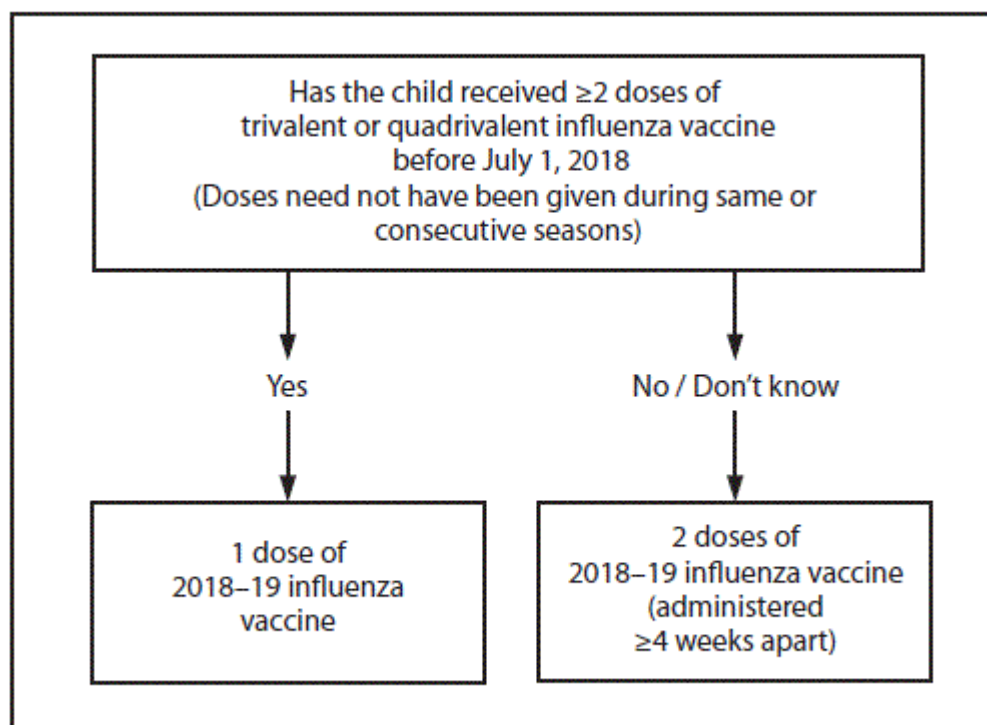 Has the child received ≥2 doses of
trivalent or quadrivalent influenza vaccine
before July 1, 2018
(Doses need not have been given during same or
consecutive seasons)
Yes
No / Don't know
1 dose of
2018–19 influenza
vaccine
2 doses of
2018–19 influenza vaccine
(administered
≥4 weeks apart)